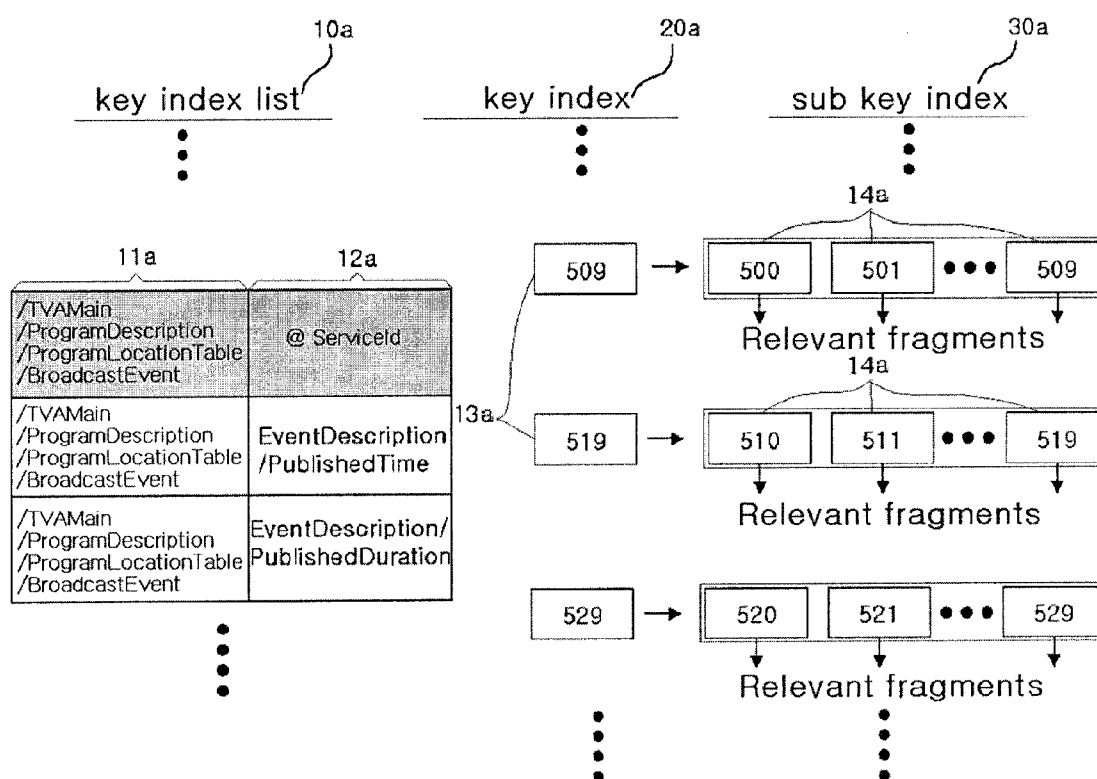 10a
20a
30a
key index list
key index
sub key index
14a
11a
12a
509
500
501
509
/TVAMain
/ProgramDescription
/ProgramLocationTable
/BroadcastEvent
@ ServiceId
Relevant fragments
14a
13a
/TVAMain
/ProgramDescription
/ProgramLocationTable
/BroadcastEvent
EventDescription
/PublishedTime
519
510
511
519
Relevant fragments
/TVAMain
/ProgramDescription
/ProgramLocationTable
/BroadcastEvent
EventDescription/
PublishedDuration
529
520
521
529
Relevant fragments